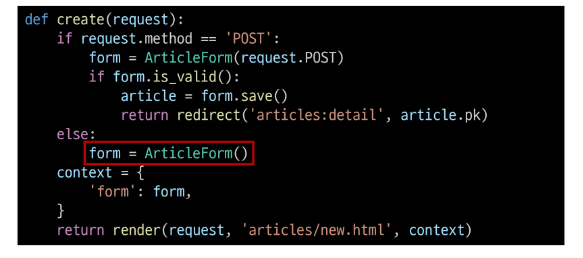 def create(request):
    if request.method == 'POST':
        form = ArticleForm(request.POST)
        if form.is_valid():
            article = form.save()
            return redirect('articles:detail', article.pk)
    else:
        form = ArticleForm()
    context = {
        'form': form,
    }
    return render(request, 'articles/new.html', context)